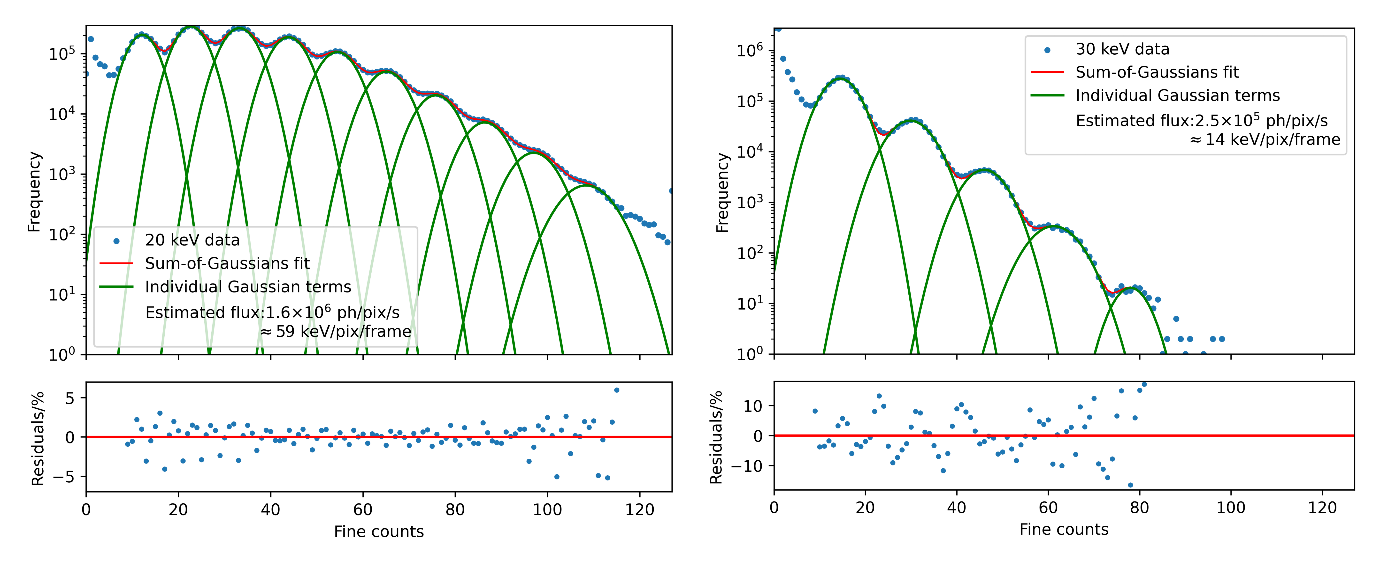 10⁵
10⁴
10³
10²
10¹
10⁰
Frequency
20 keV data
Sum-of-Gaussians fit
Individual Gaussian terms
Estimated flux:1.6×10⁶ ph/pix/s
≈59 keV/pix/frame
5
0
−5
Residuals/%
0 20 40 60 80 100 120
Fine counts
10⁶
10⁵
10⁴
10³
10²
10¹
10⁰
Frequency
30 keV data
Sum-of-Gaussians fit
Individual Gaussian terms
Estimated flux:2.5×10⁵ ph/pix/s
≈14 keV/pix/frame
10
0
−10
Residuals/%
0 20 40 60 80 100 120
Fine counts